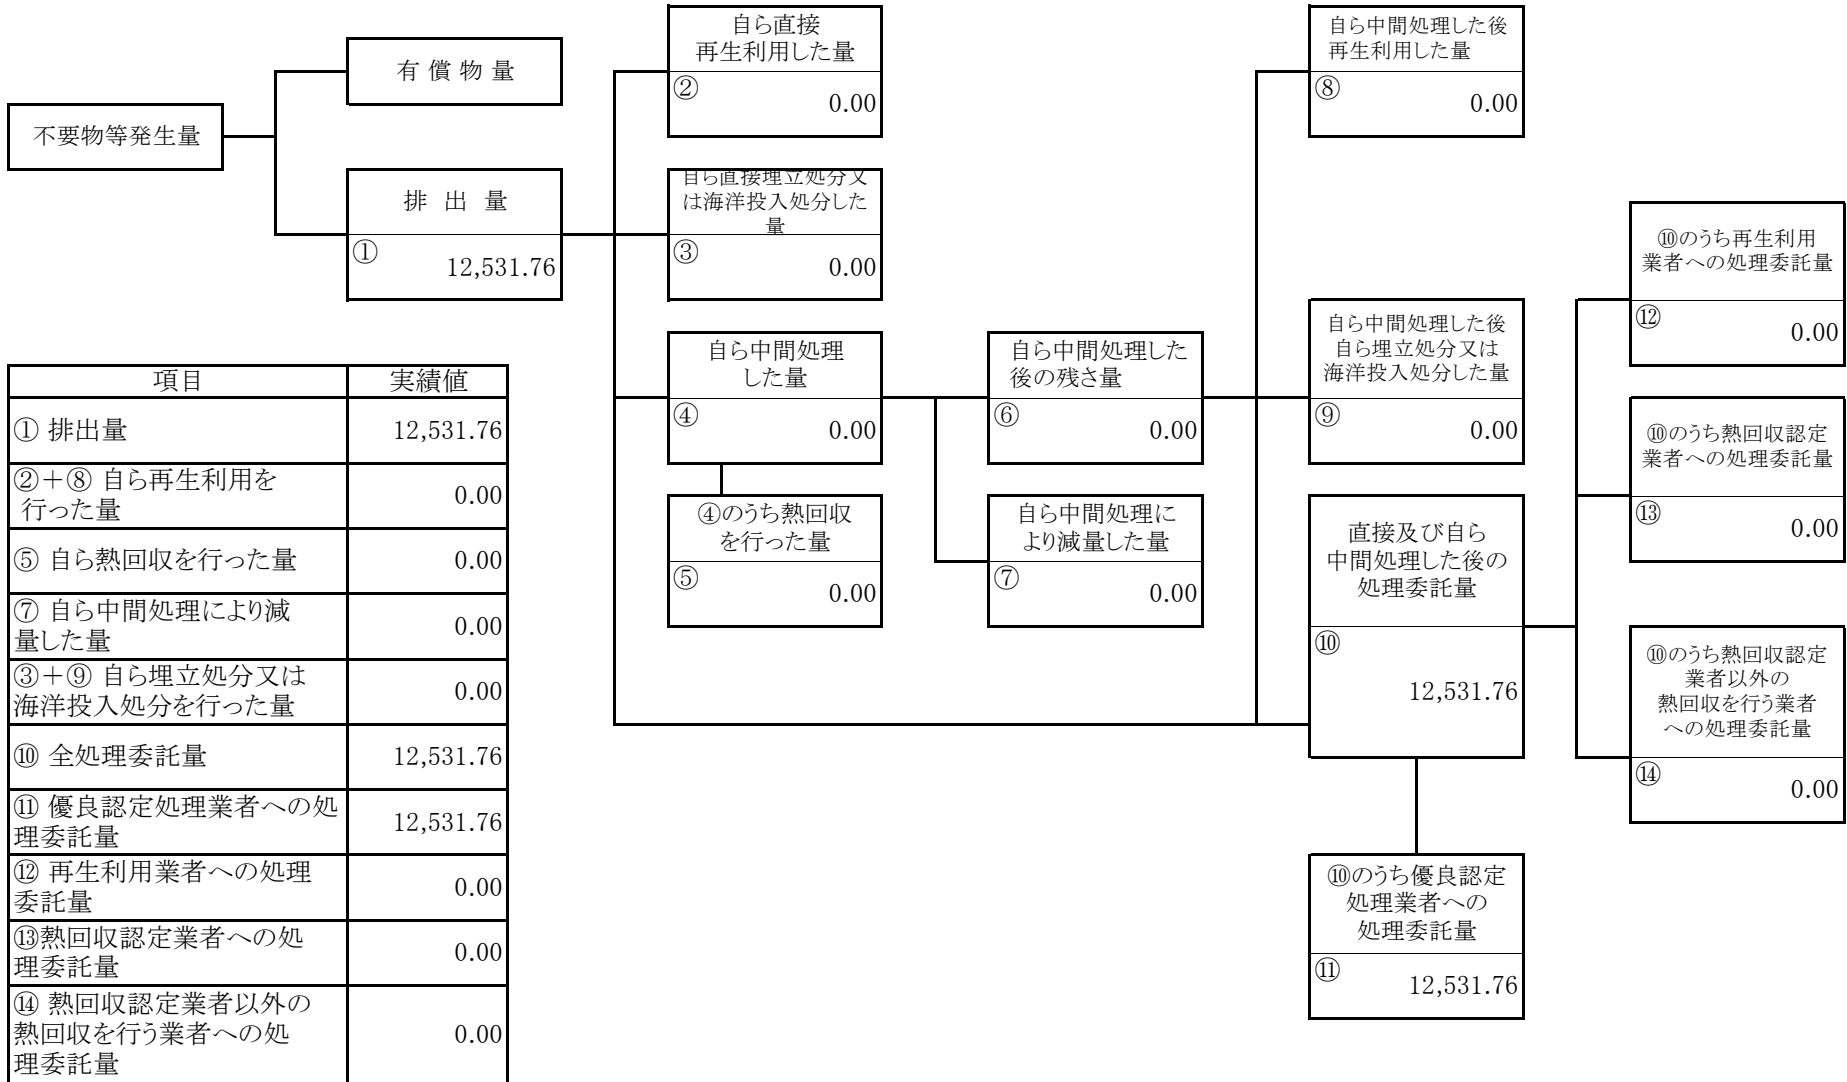 不要物等発生量
有 償 物 量
排 出 量
①
12,531.76
自ら直接
再生利用した量
②
0.00
自ら直接埋立処分又
は海洋投入処分した
量
③
0.00
自ら中間処理
した量
④
0.00
④のうち熱回収
を行った量
⑤
0.00
自ら中間処理した
後の残さ量
⑥
0.00
自ら中間処理に
より減量した量
⑦
0.00
自ら中間処理した後
再生利用した量
⑧
0.00
自ら中間処理した後
自ら埋立処分又は
海洋投入処分した量
⑨
0.00
直接及び自ら
中間処理した後の
処理委託量
⑩
12,531.76
⑩のうち優良認定
処理業者への
処理委託量
⑪
12,531.76
⑩のうち再生利用
業者への処理委託量
⑫
0.00
⑩のうち熱回収認定
業者への処理委託量
⑬
0.00
⑩のうち熱回収認定
業者以外の
熱回収を行う業者
への処理委託量
⑭
0.00
項目 実績値
① 排出量 12,531.76
②+⑧ 自ら再生利用を
行った量 0.00
⑤ 自ら熱回収を行った量 0.00
⑦ 自ら中間処理により減
量した量 0.00
③+⑨ 自ら埋立処分又は
海洋投入処分を行った量 0.00
⑩ 全処理委託量 12,531.76
⑪ 優良認定処理業者への処
理委託量 12,531.76
⑫ 再生利用業者への処理
委託量 0.00
⑬熱回収認定業者への処
理委託量 0.00
⑭ 熱回収認定業者以外の
熱回収を行う業者への処
理委託量 0.00